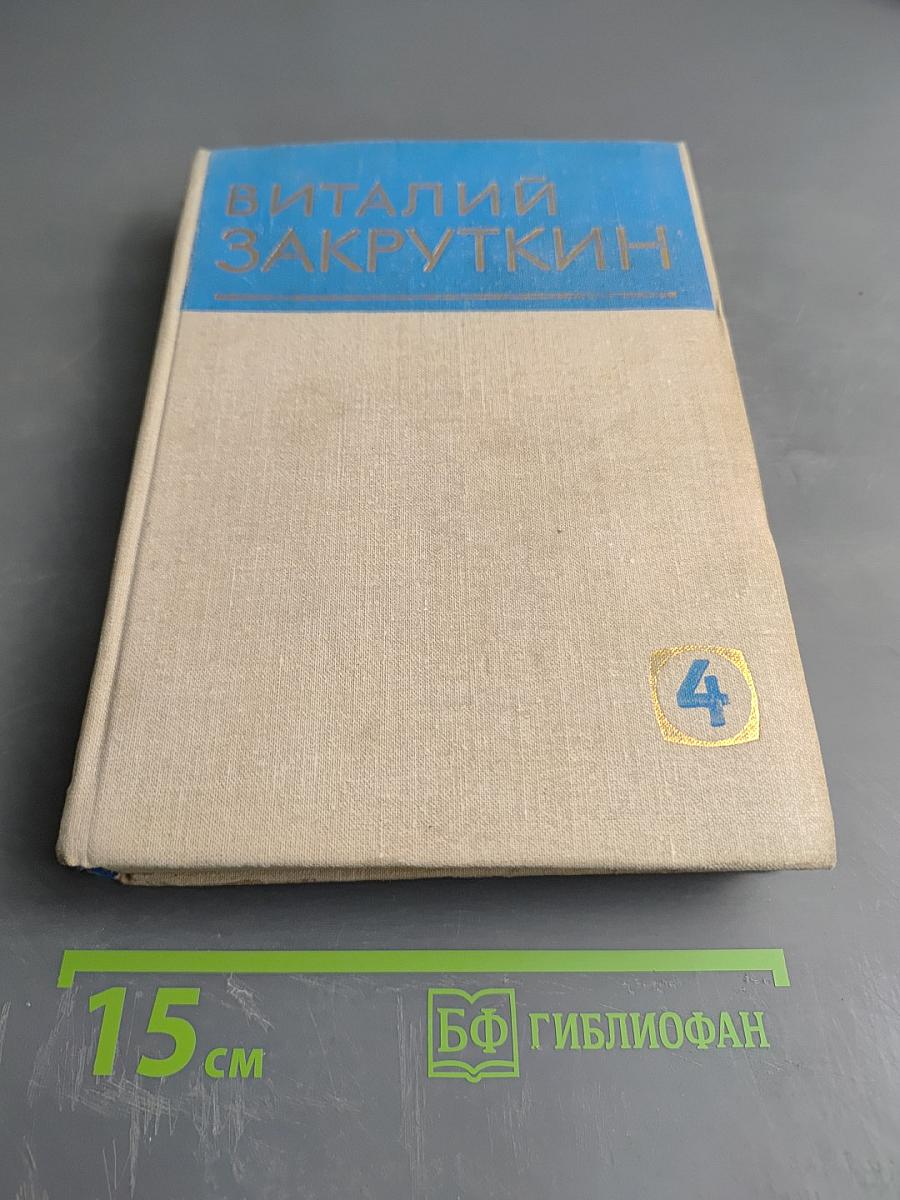 ВИТАЛИЙ
ЗАКРУТКИН
4
15 см
БФ ГИБЛИОФАН